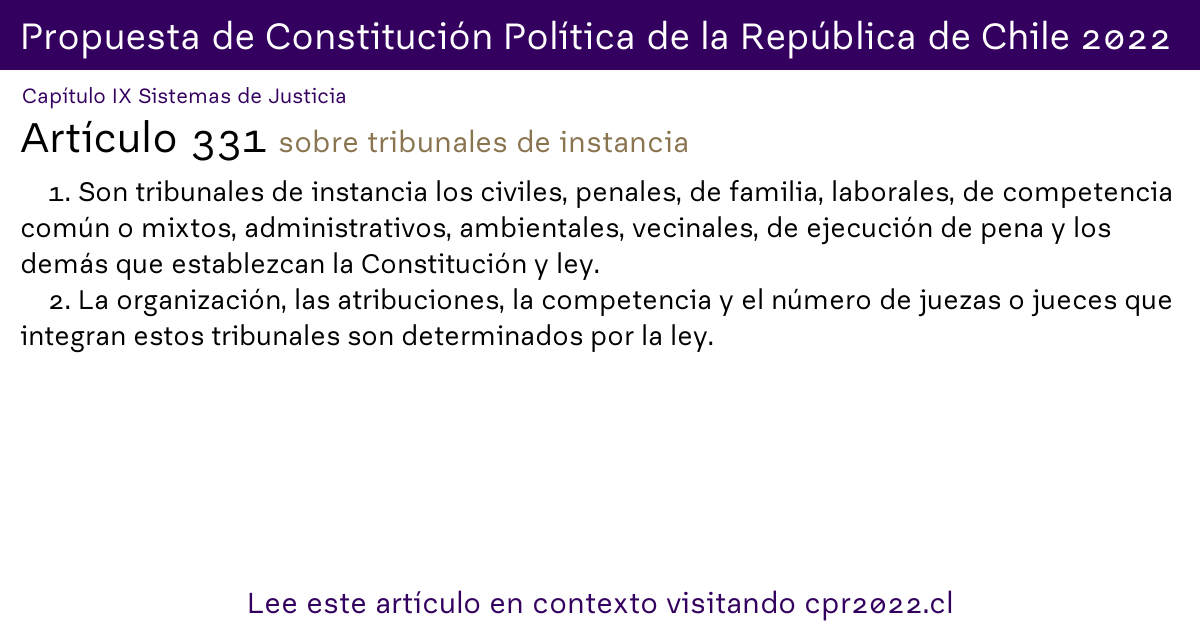 Propuesta de Constitución Política de la República de Chile 2022
Capítulo IX Sistemas de Justicia
Artículo 331 sobre tribunales de instancia
1. Son tribunales de instancia los civiles, penales, de familia, laborales, de competencia
común o mixtos, administrativos, ambientales, vecinales, de ejecución de pena y los
demás que establezcan la Constitución y ley.
2. La organización, las atribuciones, la competencia y el número de juezas o jueces que
integran estos tribunales son determinados por la ley.
Lee este artículo en contexto visitando cpr2022.cl